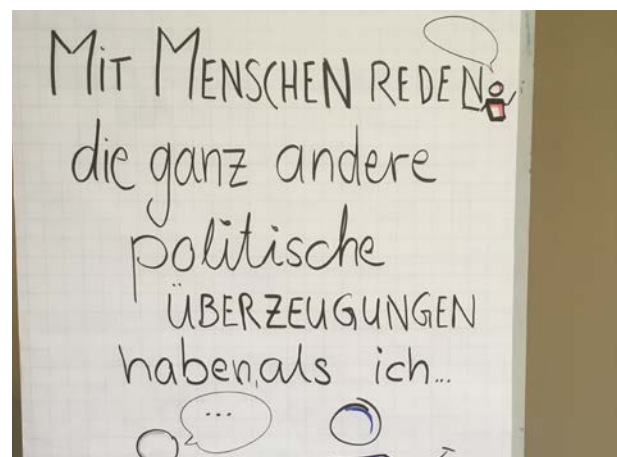 MIT MENSCHEN REDEN
die ganz andere
politische
ÜBERZEUGUNGEN
haben, als ich...
...